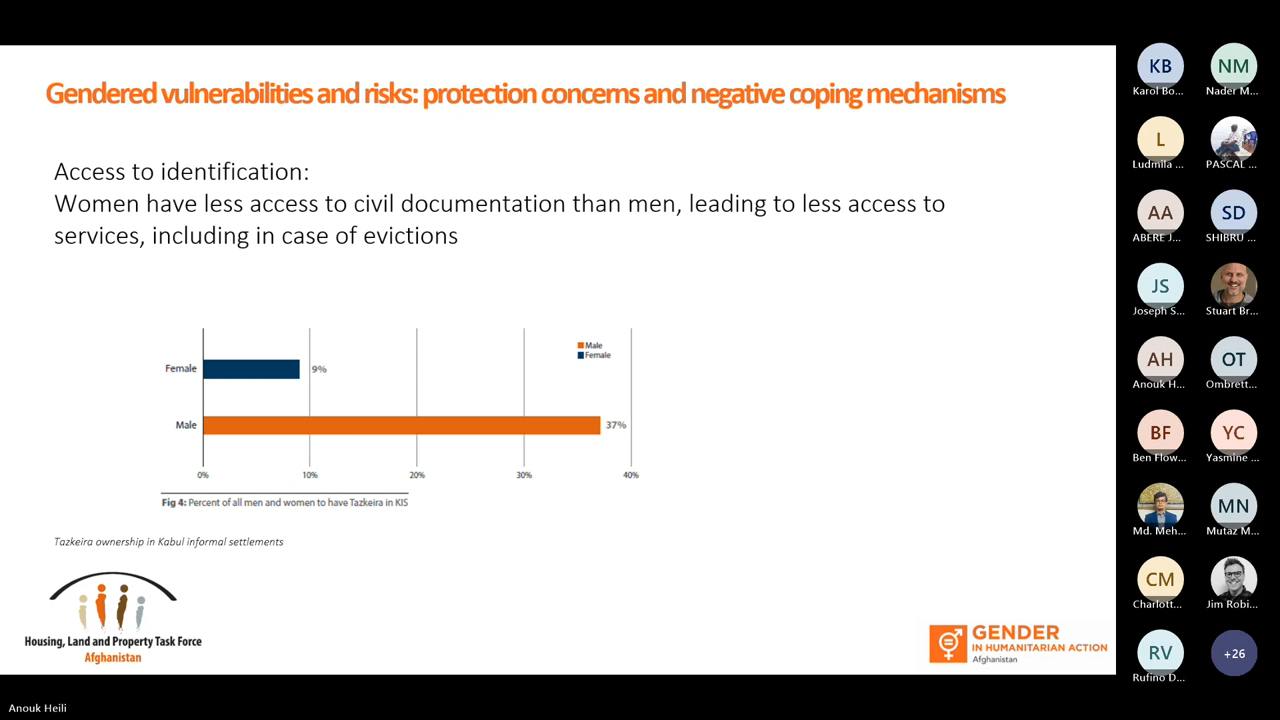 Gendered vulnerabilities and risks: protection concerns and negative coping mechanisms
Access to identification:
Women have less access to civil documentation than men, leading to less access to
services, including in case of evictions
Male
Female
Female
9%
Male
37%
0%
10%
20%
30%
40%
Fig 4: Percent of all men and women to have Tazkeira in KIS
Tazkeira ownership in Kabul informal settlements
Housing, Land and Property Task Force
Afghanistan
GENDER
IN HUMANITARIAN ACTION
Afghanistan
KB
Karol Bo...
NM
Nader M...
L
Ludmila ...
PASCAL ...
AA
ABERE J...
SD
SHIBRU ...
JS
Joseph S...
Stuart Br...
AH
Anouk H...
OT
Ombrett...
BF
Ben Flow...
YC
Yasmine ...
Md. Meh...
MN
Mutaz M...
CM
Charlott...
Jim Robi...
RV
Rufino D...
+26
Anouk Heili